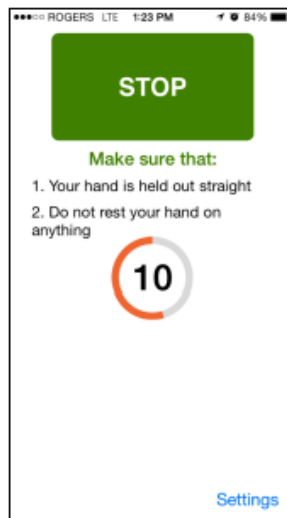 ROGERS LTE 1:23 PM 84%
STOP
Make sure that:
1. Your hand is held out straight
2. Do not rest your hand on
anything
10
Settings